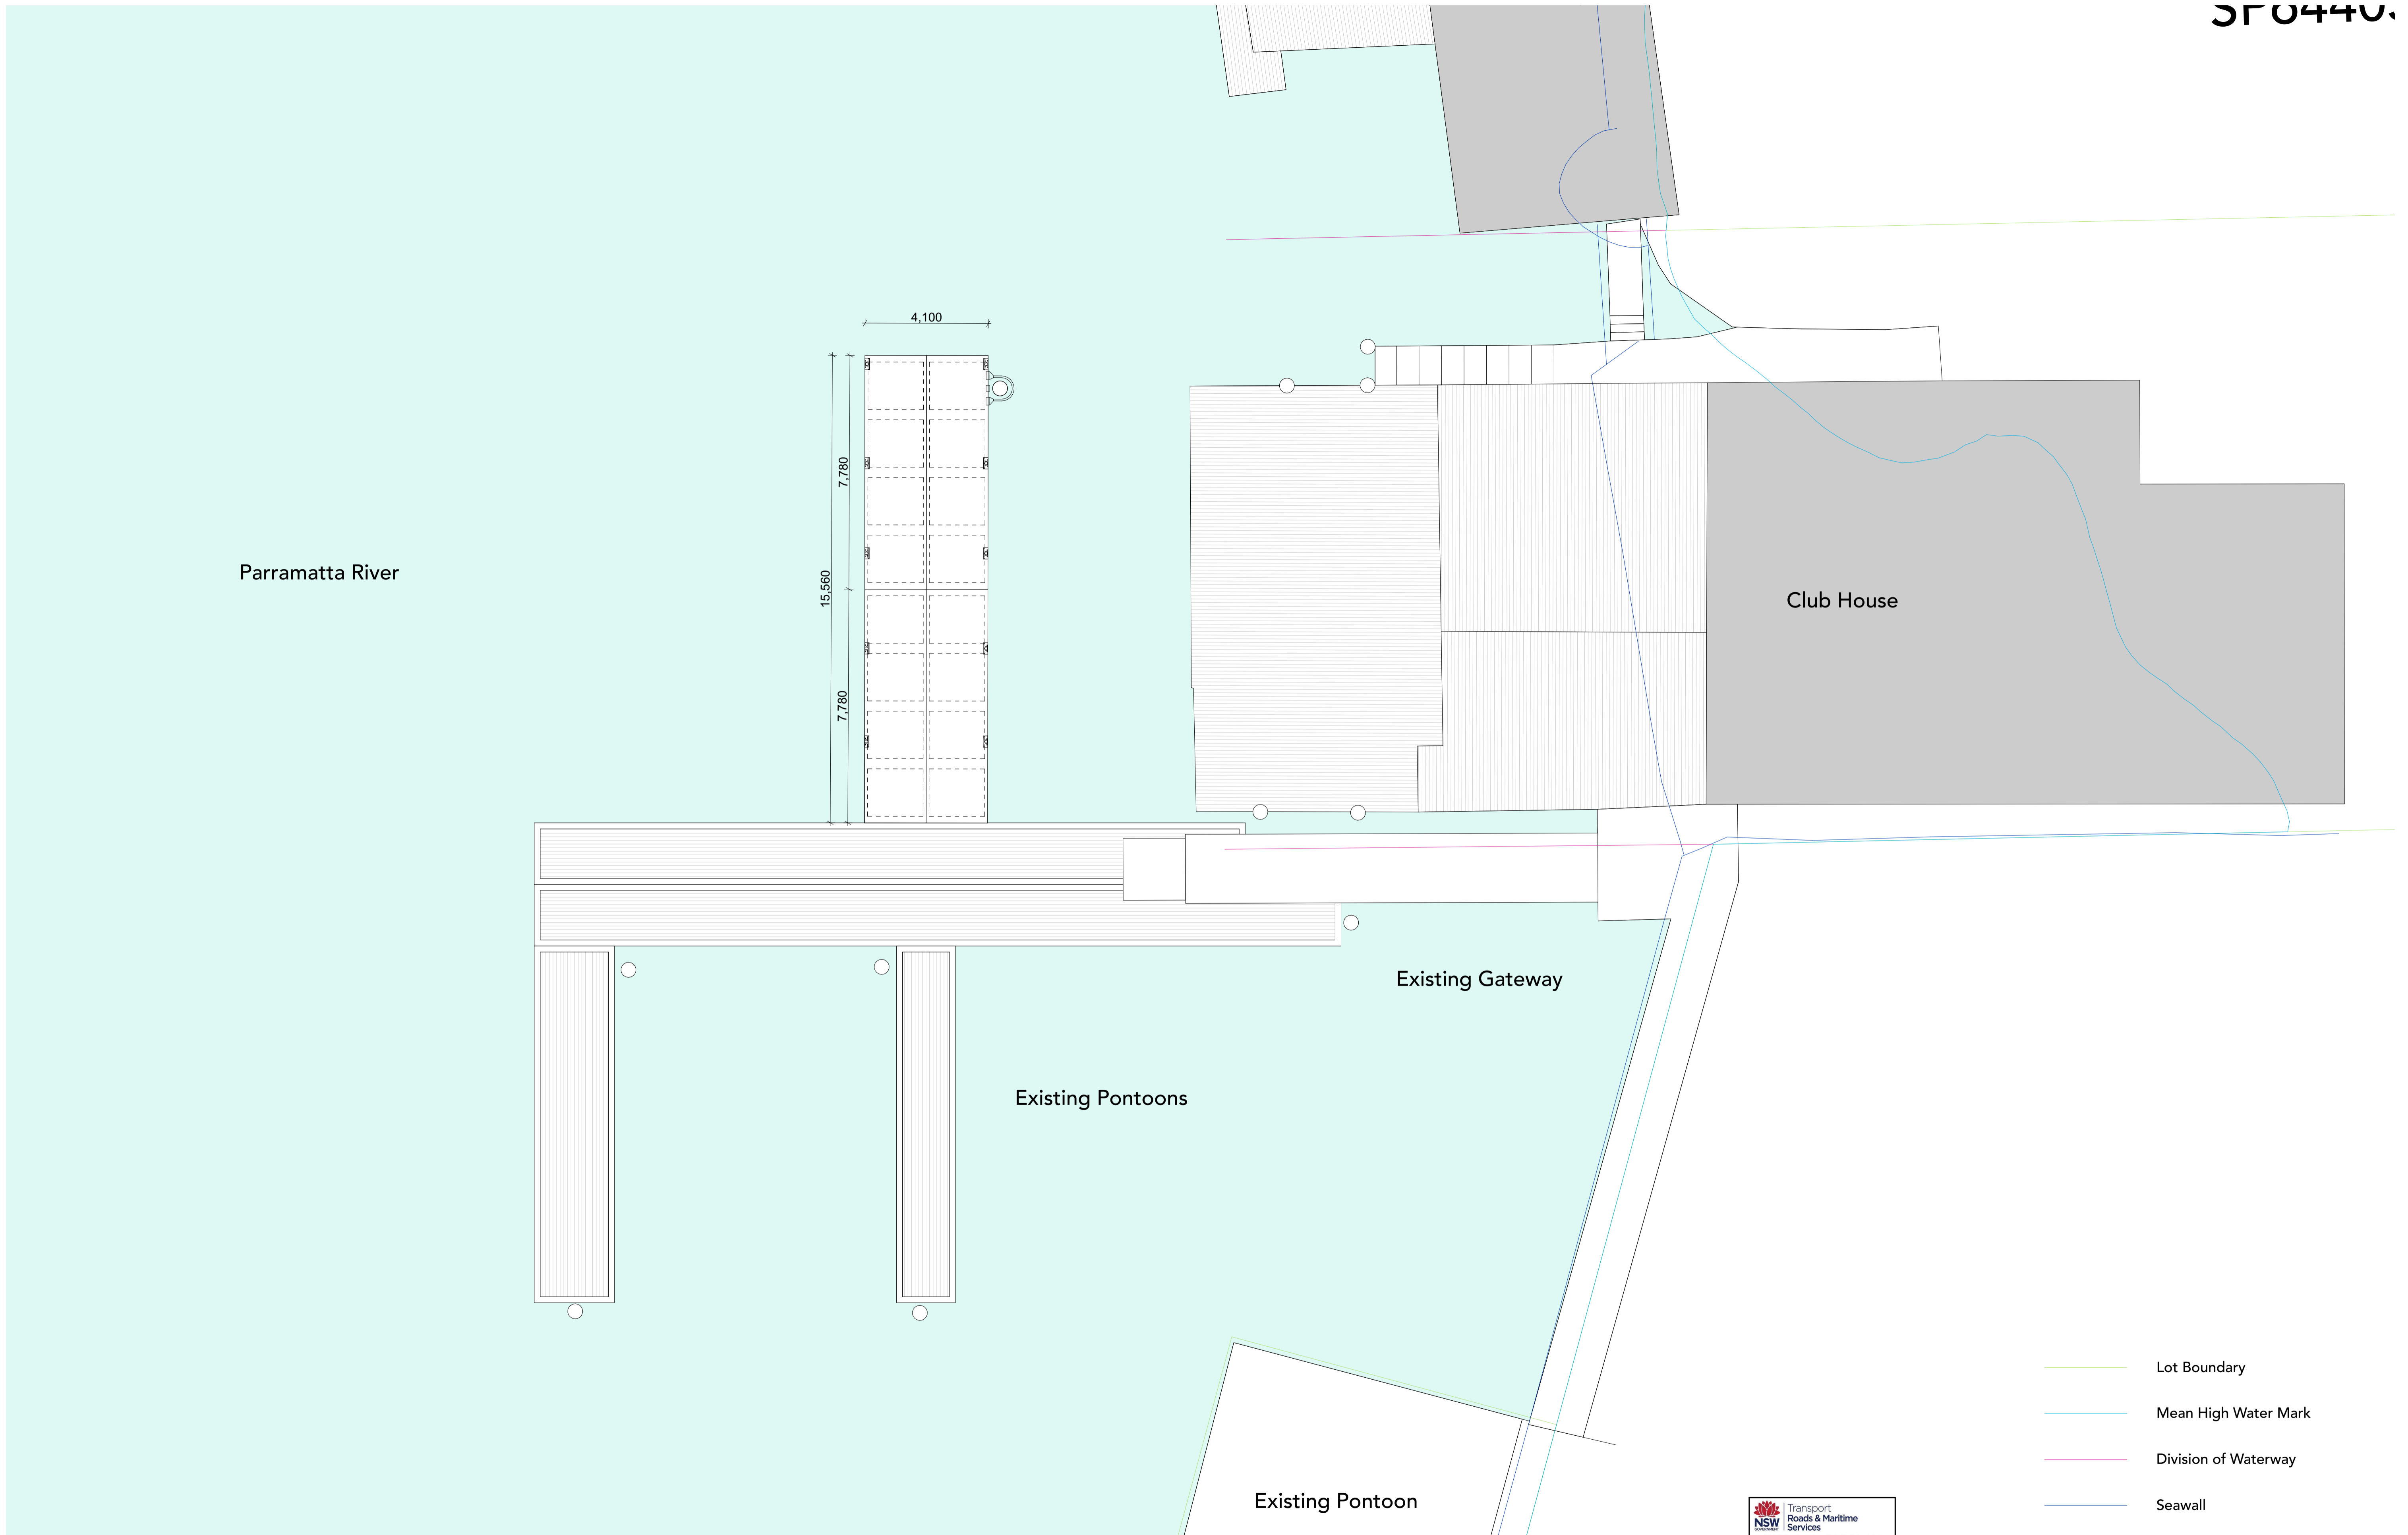 4,100
7,780
15,560
Parramatta River
Club House
7,780
Existing Gateway
Existing Pontoons
Lot Boundary
Mean High Water Mark
Division of Waterway
Existing Pontoon
Seawall
NSW
GOVERNMENT
Transport
Roads & Maritime
Services